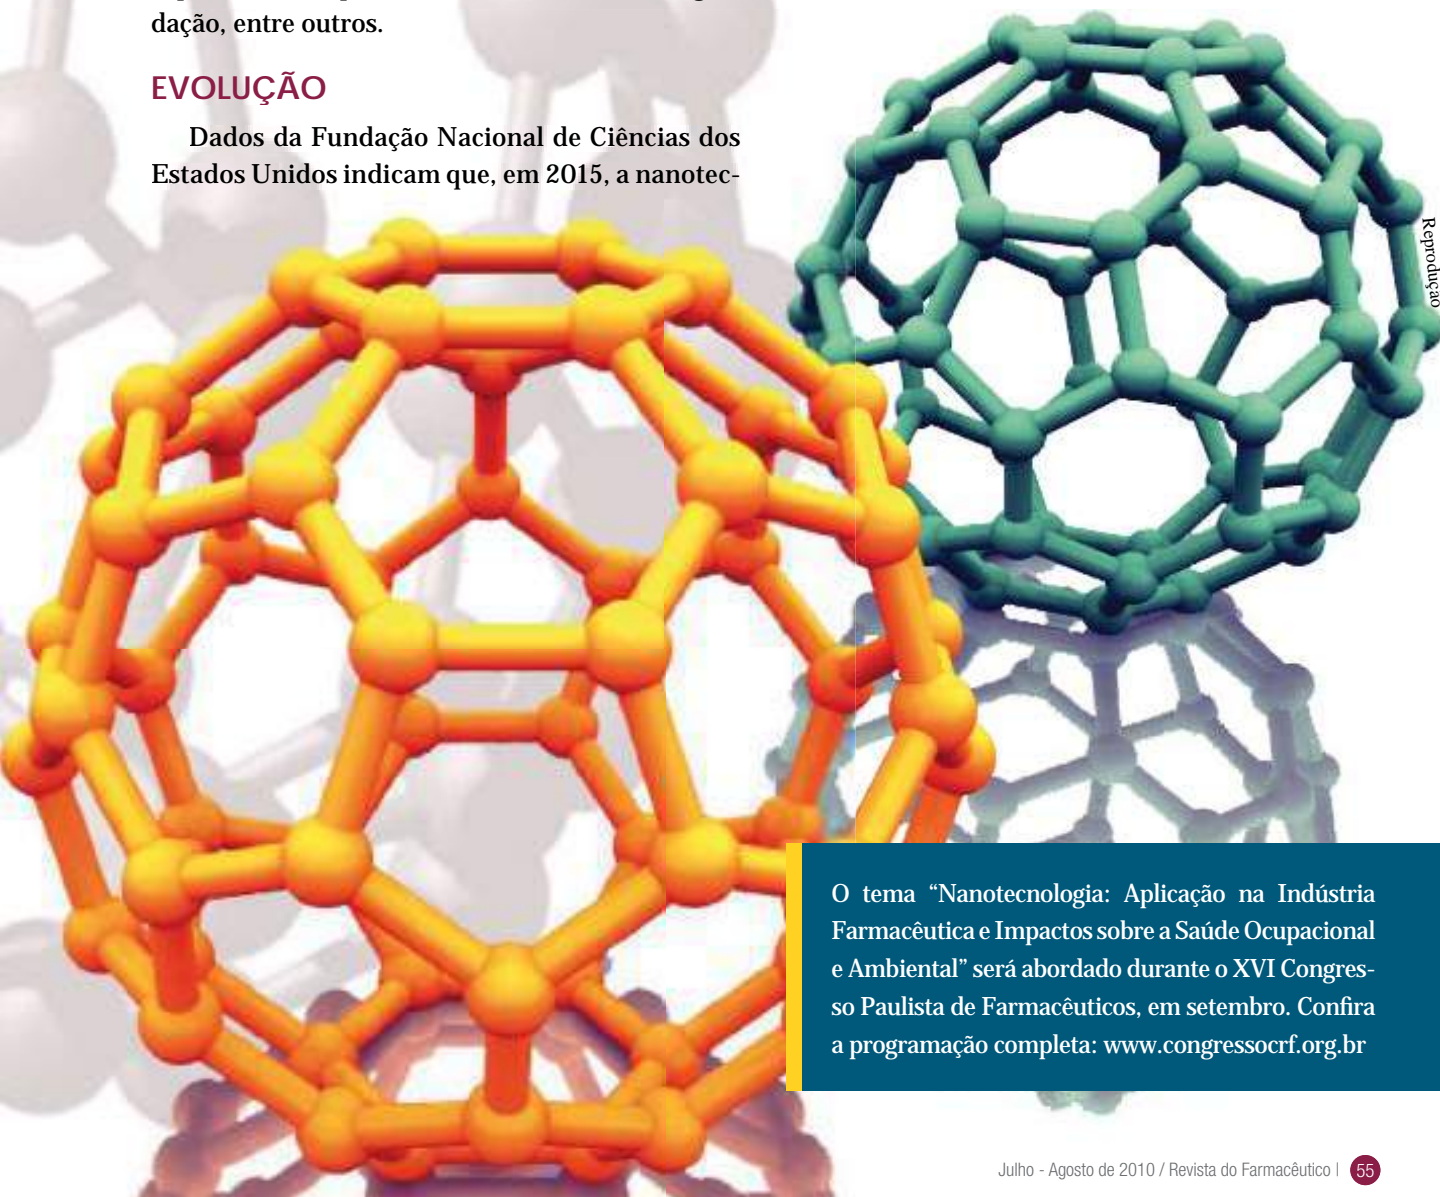 dação, entre outros.
EVOLUÇÃO
Dados da Fundação Nacional de Ciências dos
Estados Unidos indicam que, em 2015, a nanotec-
Reprodução
O tema “Nanotecnologia: Aplicação na Indústria
Farmacêutica e Impactos sobre a Saúde Ocupacional
e Ambiental” será abordado durante o XVI Congres-
so Paulista de Farmacêuticos, em setembro. Confira
a programação completa: www.congressocrf.org.br
Julho - Agosto de 2010 / Revista do Farmacêutico | 55